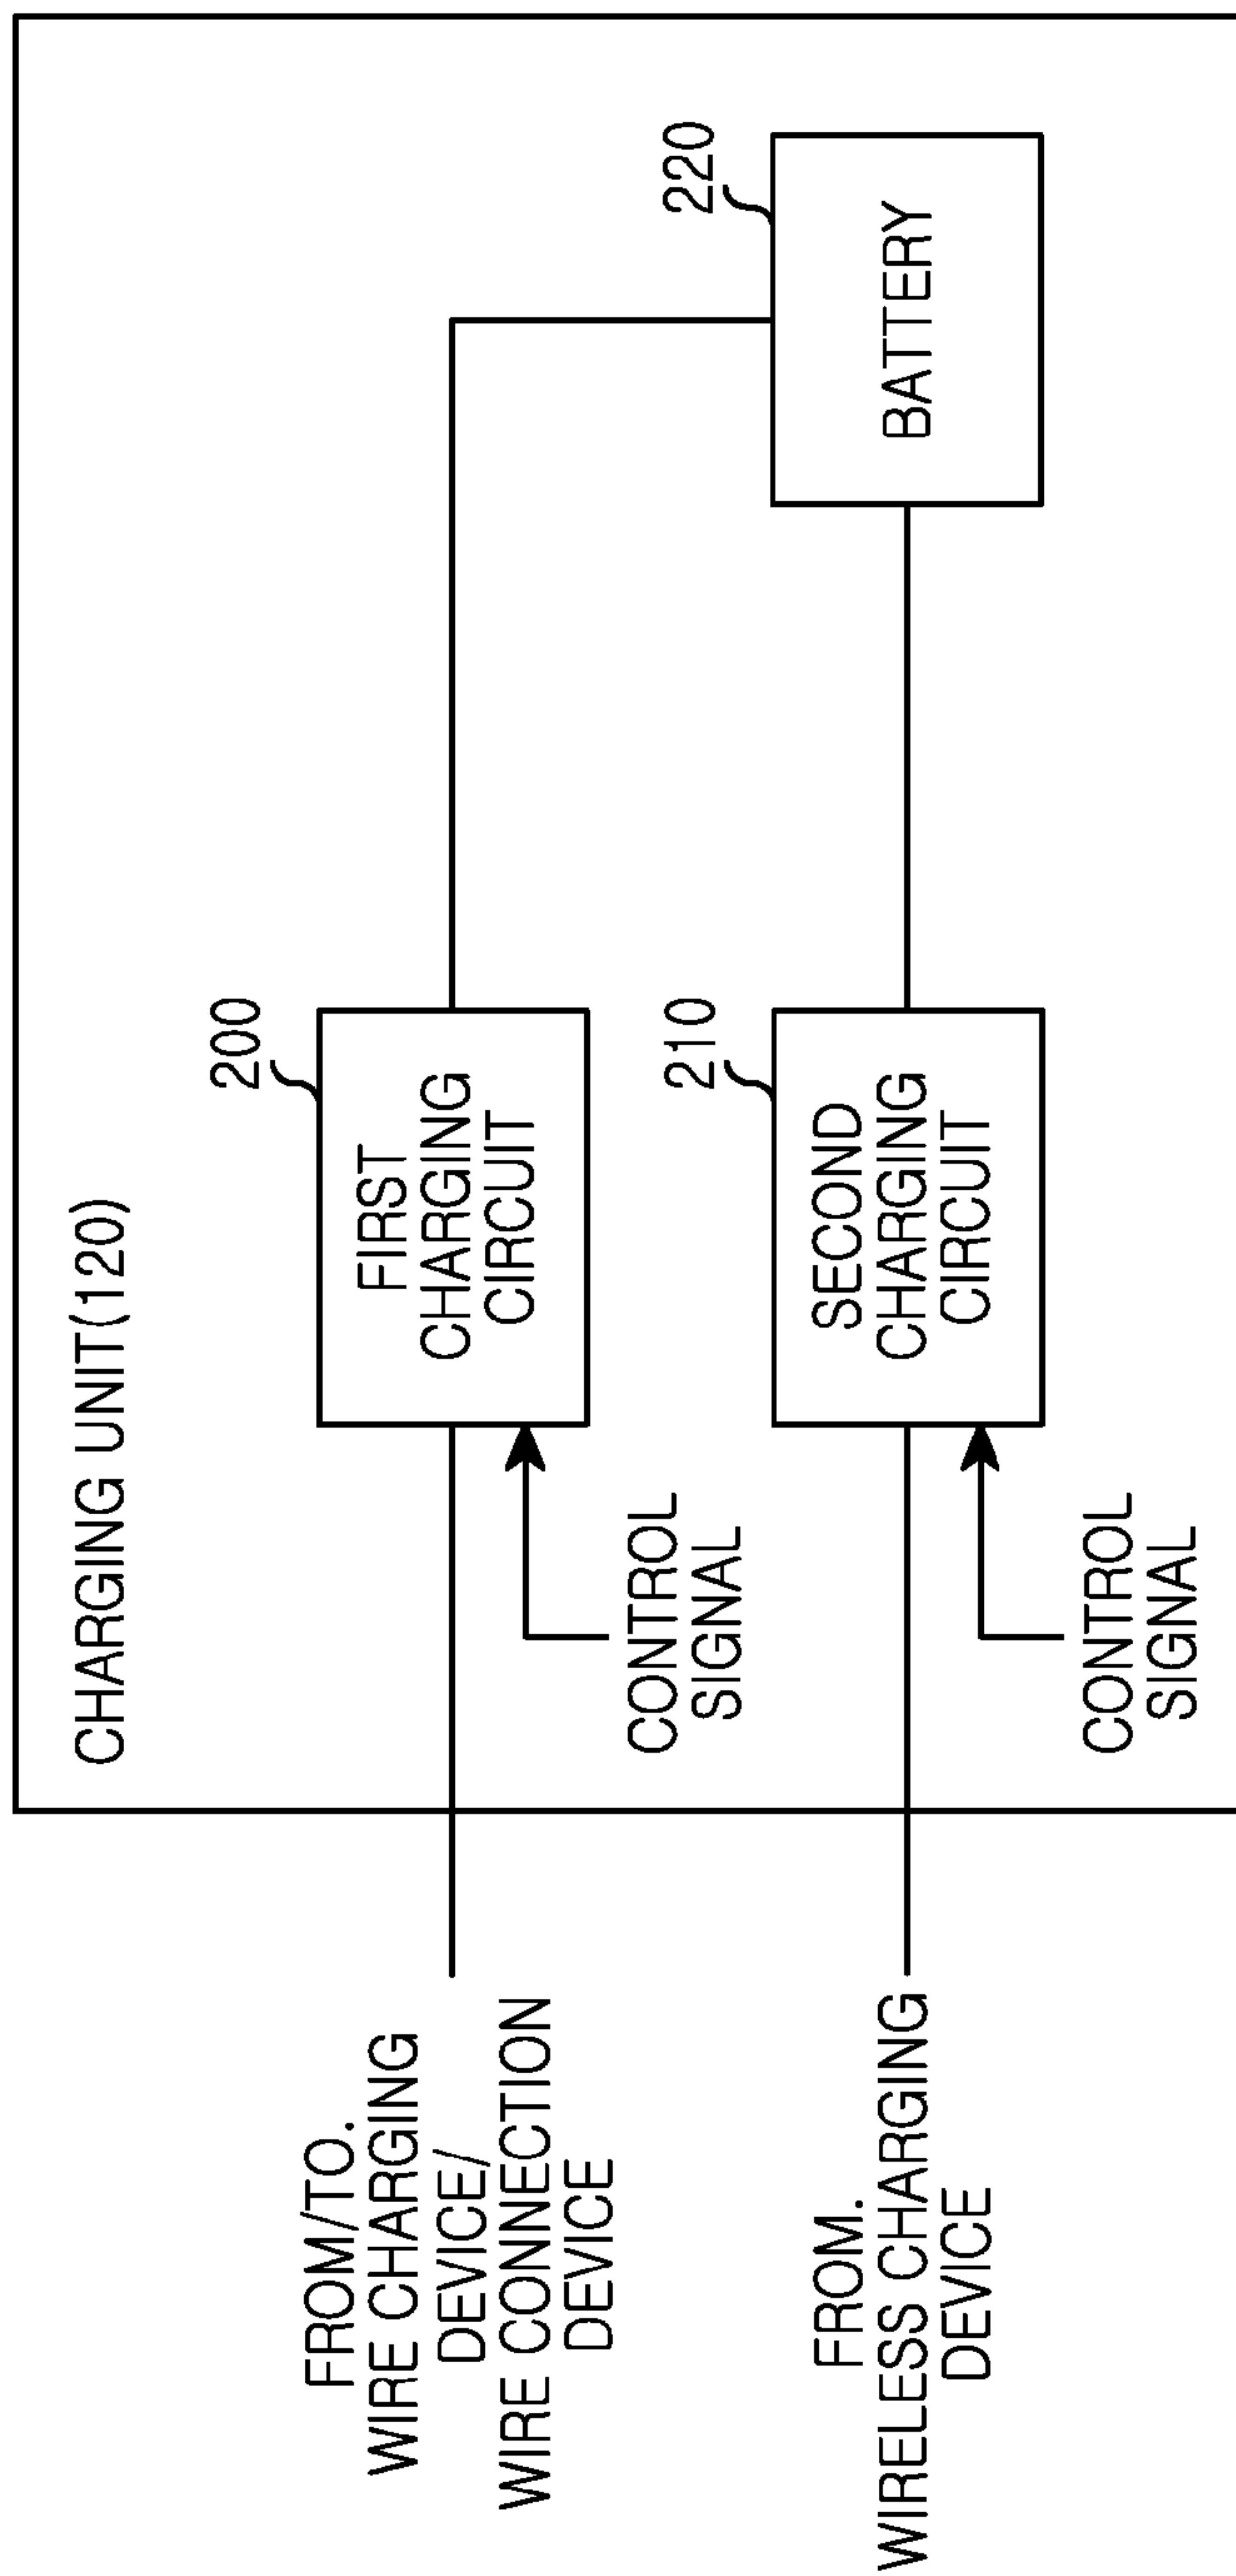 CHARGING UNIT(120)
FROM/TO.
WIRE CHARGING
DEVICE/
WIRE CONNECTION
DEVICE
200
FIRST
CHARGING
CIRCUIT
CONTROL
SIGNAL
220
BATTERY
FROM.
WIRELESS CHARGING
DEVICE
210
SECOND
CHARGING
CIRCUIT
CONTROL
SIGNAL